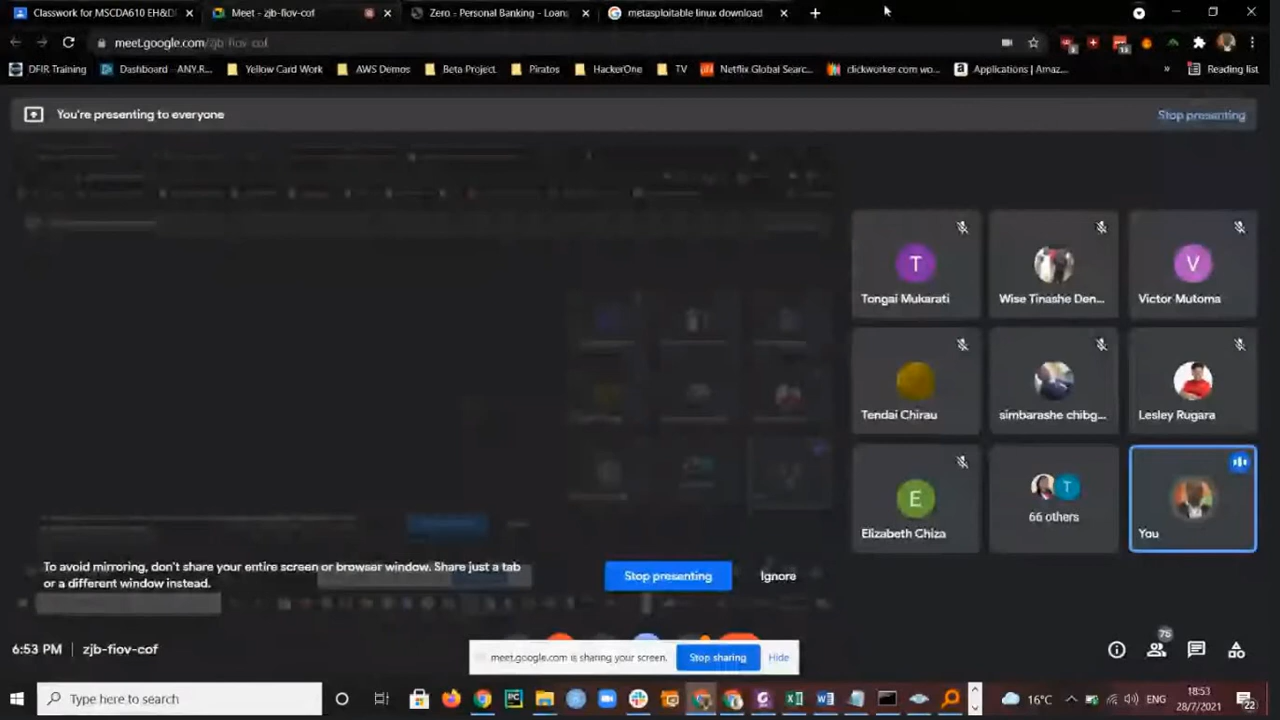 Classwork for MSCDA610 EH&D
Meet - zjb-fiov-cof
Zero - Personal Banking - Loans
metasploitable linux download
meet.google.com/zjb-fiov-cof
DFIR Training
Dashboard - ANY.R...
Yellow Card Work
AWS Demos
Beta Project
Piratos
HackerOne
TV
Netflix Global Searc...
clickworker.com wo...
Applications | Amaz...
»
Reading list
You're presenting to everyone
Stop presenting
T
V
Tongai Mukarati
Wise Tinashe Den...
Victor Mutoma
Tendai Chirau
simbarashe chibg...
Lesley Rugara
E
T
66 others
Elizabeth Chiza
You
To avoid mirroring, don't share your entire screen or browser window. Share just a tab
or a different window instead.
Stop presenting
Ignore
6:53 PM | zjb-fiov-cof
meet.google.com is sharing your screen.
Stop sharing
Hide
Type here to search
16°C
ENG
18:53
28/7/2021
22